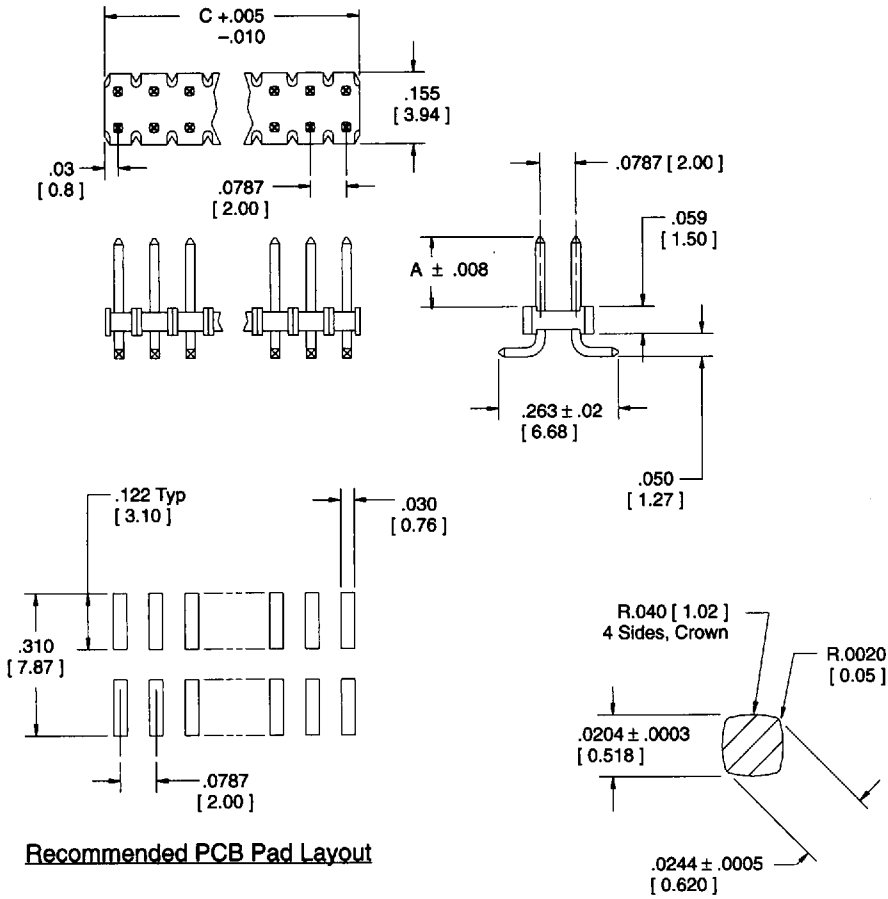 C +.005
–.010
.155
[ 3.94 ]
.03
[ 0.8 ]
.0787
[ 2.00 ]
.0787 [ 2.00 ]
.059
[ 1.50 ]
A ± .008
.263 ± .02
[ 6.68 ]
.050
[ 1.27 ]
.122 Typ
[ 3.10 ]
.030
[ 0.76 ]
.310
[ 7.87 ]
.0787
[ 2.00 ]
R.040 [ 1.02 ]
4 Sides, Crown
R.0020
[ 0.05 ]
.0204 ± .0003
[ 0.518 ]
.0244 ± .0005
[ 0.620 ]
Recommended PCB Pad Layout